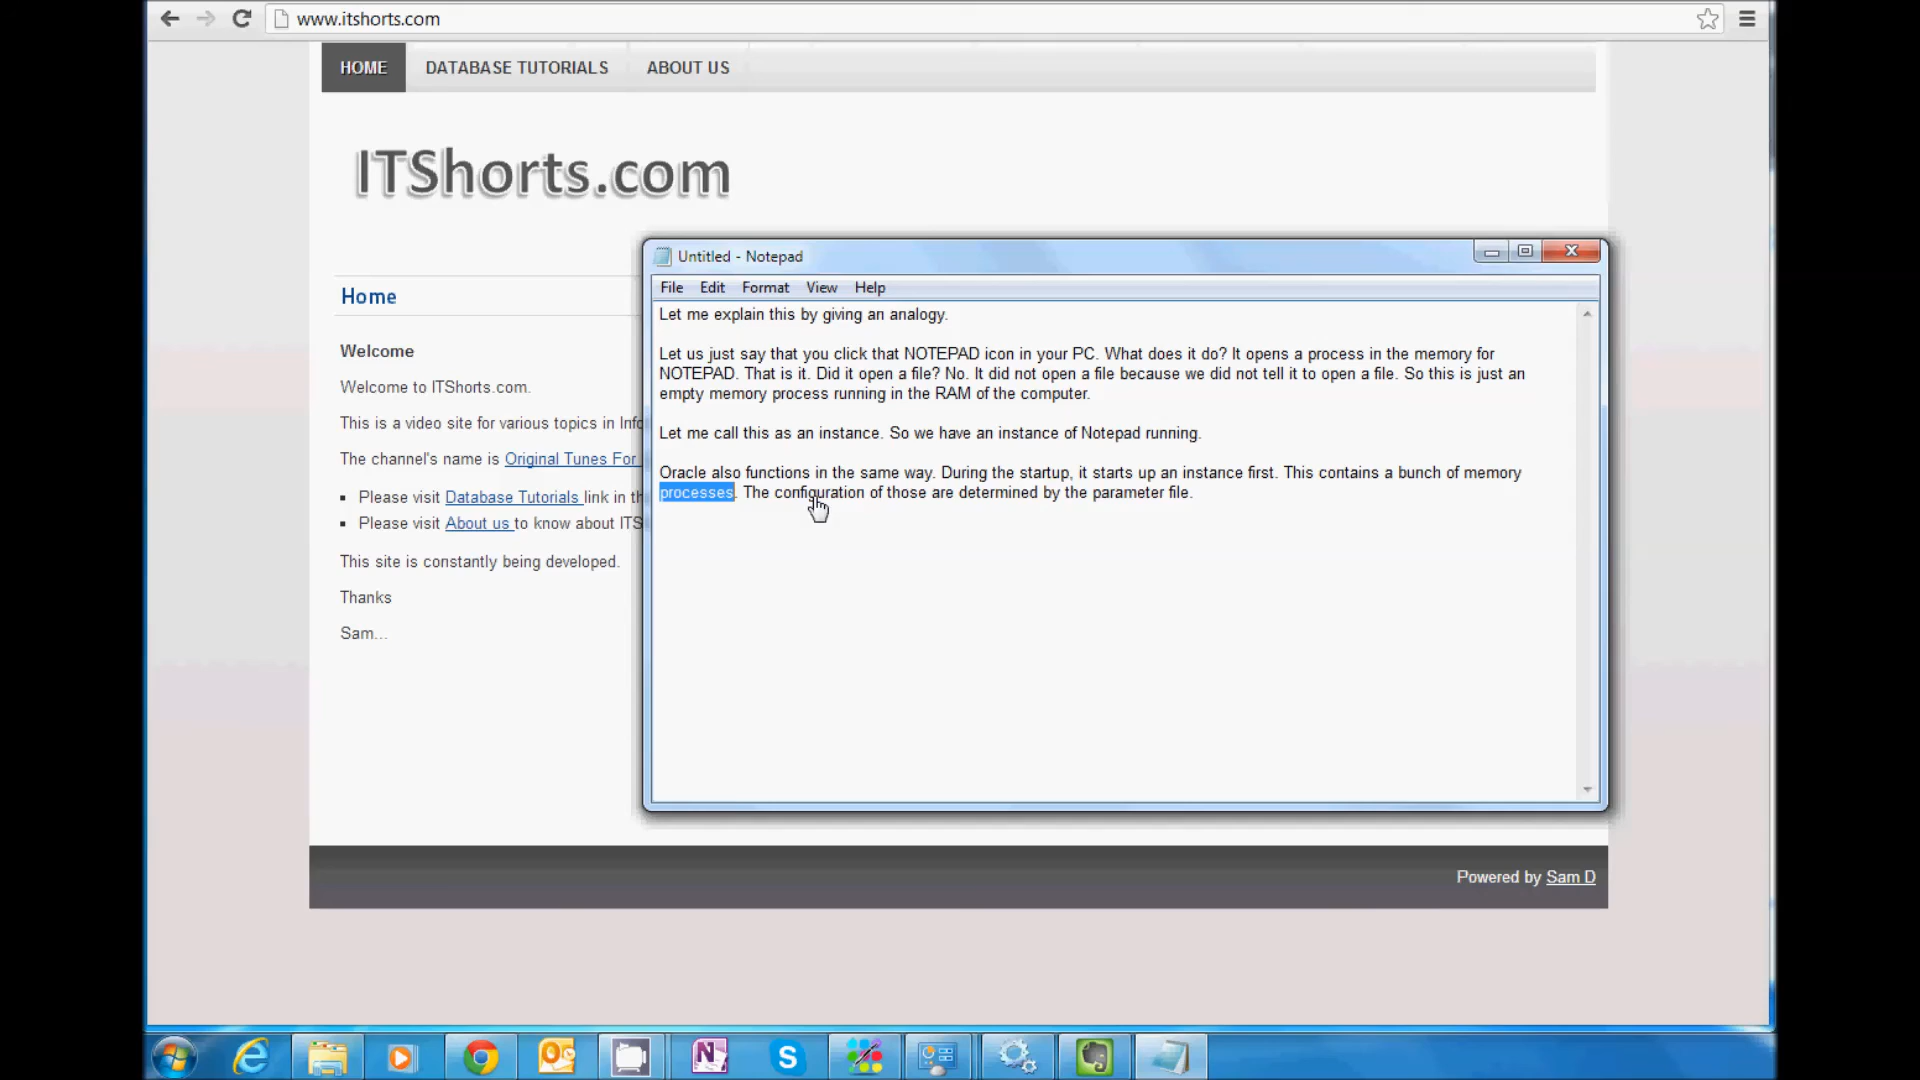 www.itshorts.com
HOME DATABASE TUTORIALS ABOUT US
ITShorts.com
Home
Welcome
Welcome to ITShorts.com.
This is a video site for various topics in
The channel's name is Original Tunes For
Please visit Database Tutorials link in
Please visit About us to know about
This site is constantly being developed.
Thanks
Sam...
Untitled - Notepad
File Edit Format View Help
Let me explain this by giving an analogy.
Let us just say that you click that NOTEPAD icon in your PC. What does it do? It opens a process in the memory for
NOTEPAD. That is it. Did it open a file? No. It did not open a file because we did not tell it to open a file. So this is just an
empty memory process running in the RAM of the computer.
Let me call this as an instance. So we have an instance of Notepad running.
Oracle also functions in the same way. During the startup, it starts up an instance first. This contains a bunch of memory
processes. The configuration of those are determined by the parameter file.
Powered by Sam D